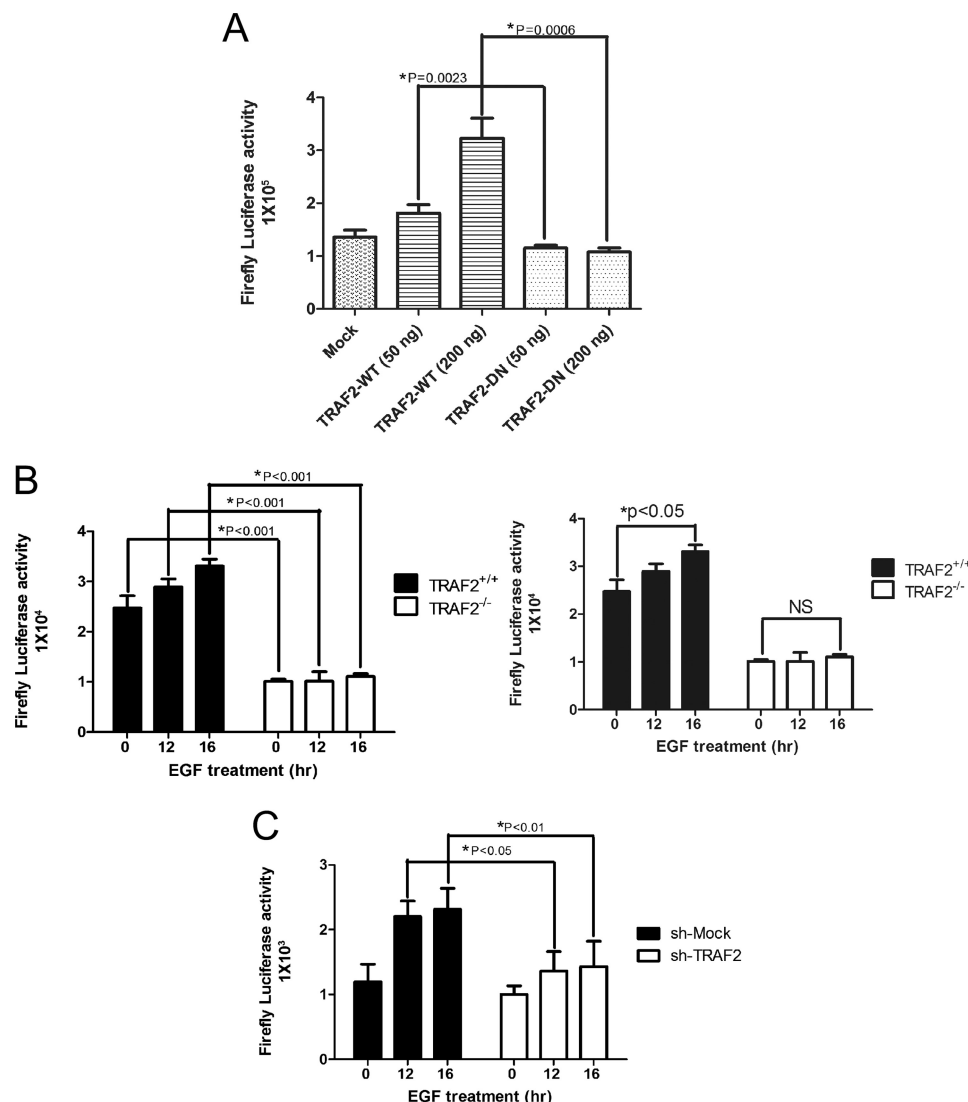 A
*P=0.0006
*P=0.0023
Firefly Luciferase activity
1X10⁵
4
3
2
1
0
Mock
TRAF2-WT (50 ng)
TRAF2-WT (200 ng)
TRAF2-DN (50 ng)
TRAF2-DN (200 ng)
B
*P<0.001
*P<0.001
*P<0.001
Firefly Luciferase activity
1X10⁴
4
3
2
1
0
0 12 16 0 12 16
EGF treatment (hr)
TRAF2+/+
TRAF2-/-
*p<0.05
NS
Firefly Luciferase activity
1X10⁴
4
3
2
1
0
0 12 16 0 12 16
EGF treatment (hr)
TRAF2+/+
TRAF2-/-
C
*P<0.01
*P<0.05
Firefly Luciferase activity
1X10³
3
2
1
0
0 12 16 0 12 16
EGF treatment (hr)
sh-Mock
sh-TRAF2